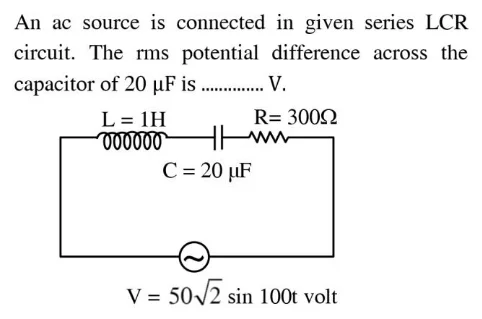 An ac source is connected in given series LCR
circuit. The rms potential difference across the
capacitor of 20 μF is .............. V.
L = 1H
R= 300Ω
C = 20 μF
V = 50√2 sin 100t volt